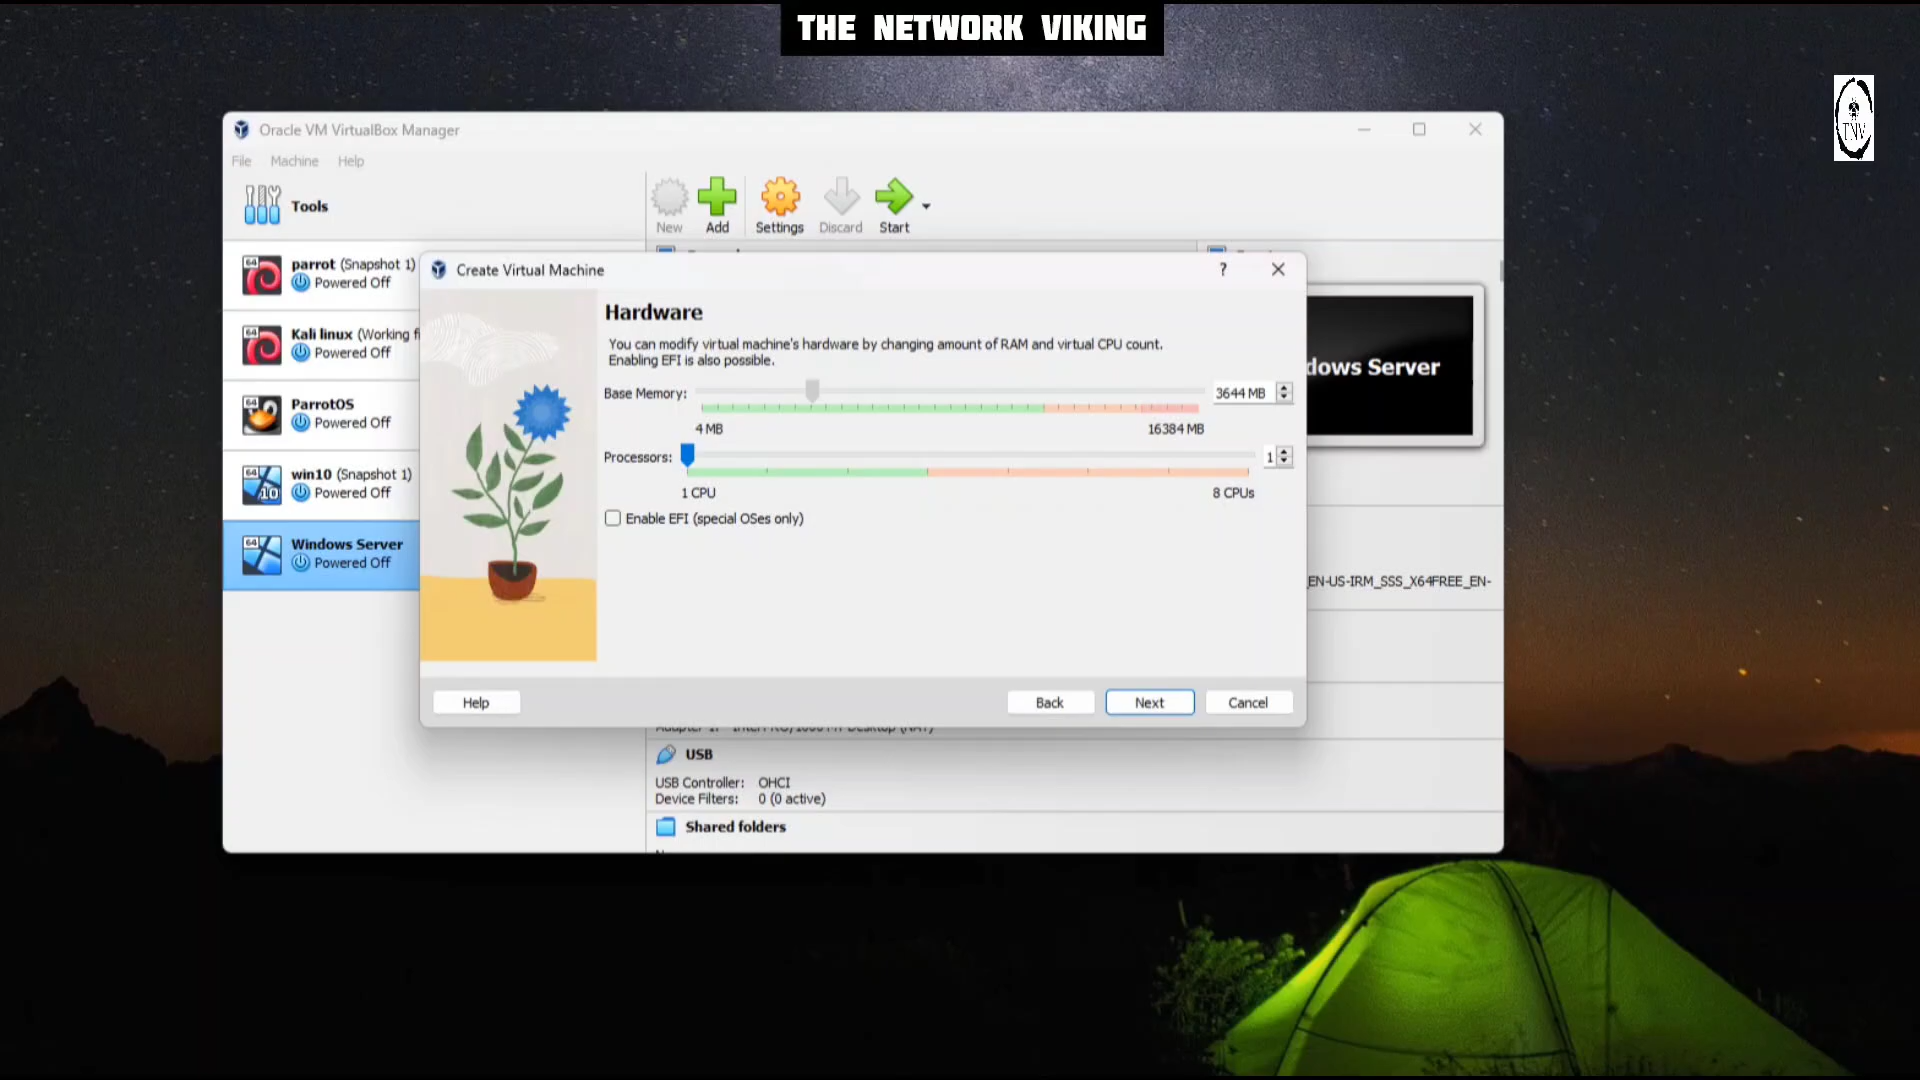 THE NETWORK VIKING
TNV
Oracle VM VirtualBox Manager
File Machine Help
Tools
New Add Settings Discard Start
parrot (Snapshot 1)
Powered Off
Kali linux (Working
Powered Off
ParrotOS
Powered Off
win10 (Snapshot 1)
Powered Off
Windows Server
Powered Off
Create Virtual Machine
?
Hardware
You can modify virtual machine's hardware by changing amount of RAM and virtual CPU count.
Enabling EFI is also possible.
Base Memory: 3644 MB
4 MB 16384 MB
Processors: 1
1 CPU 8 CPUs
Enable EFI (special OSes only)
Help Back Next Cancel
dows Server
_EN-US-IRM_SSS_X64FREE_EN-
USB
USB Controller: OHCI
Device Filters: 0 (0 active)
Shared folders